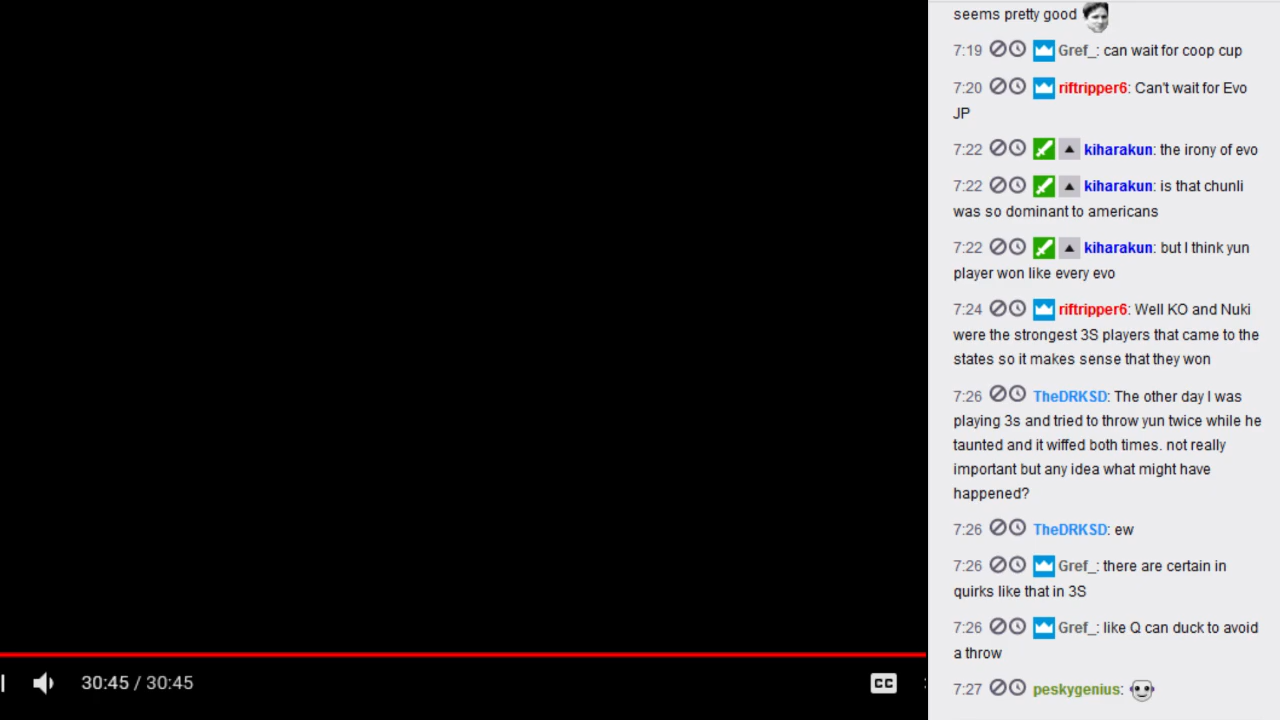 seems pretty good
7:19 Gref_: can wait for coop cup
7:20 riftripper6: Can't wait for Evo
JP
7:22 kiharakun: the irony of evo
7:22 kiharakun: is that chunli
was so dominant to americans
7:22 kiharakun: but I think yun
player won like every evo
7:24 riftripper6: Well KO and Nuki
were the strongest 3S players that came to the
states so it makes sense that they won
7:26 TheDRKSD: The other day I was
playing 3s and tried to throw yun twice while he
taunted and it wiffed both times. not really
important but any idea what might have
happened?
7:26 TheDRKSD: ew
7:26 Gref_: there are certain in
quirks like that in 3S
7:26 Gref_: like Q can duck to avoid
a throw
7:27 peskygenius:
30:45 / 30:45
CC